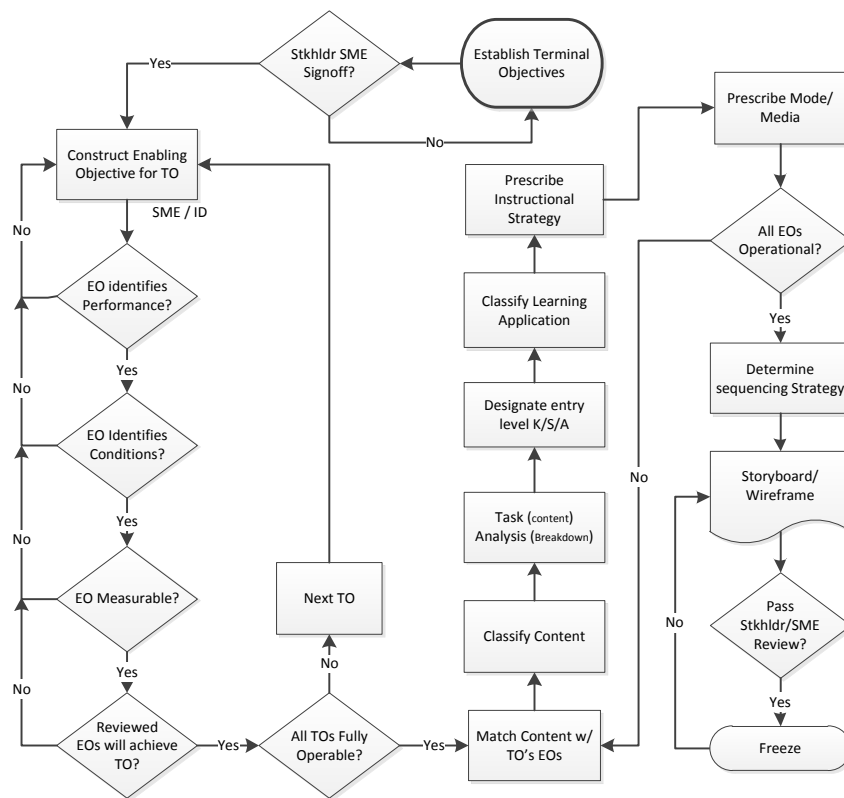 Stkhldr SME
Signoff?
Yes
No
Establish Terminal
Objectives
Construct Enabling
Objective for TO
SME / ID
No
EO identifies
Performance?
Yes
No
EO Identifies
Conditions?
Yes
No
EO Measurable?
Yes
No
Reviewed
EOs will achieve
TO?
Yes
All TOs Fully
Operable?
No
Next TO
Yes
Match Content w/
TO's EOs
Classify Content
Task (content)
Analysis (Breakdown)
Designate entry
level K/S/A
Classify Learning
Application
Prescribe
Instructional
Strategy
Prescribe Mode/
Media
All EOs
Operational?
No
Yes
Determine
sequencing Strategy
Storyboard/
Wireframe
Pass
Stkhldr/SME
Review?
No
Yes
Freeze